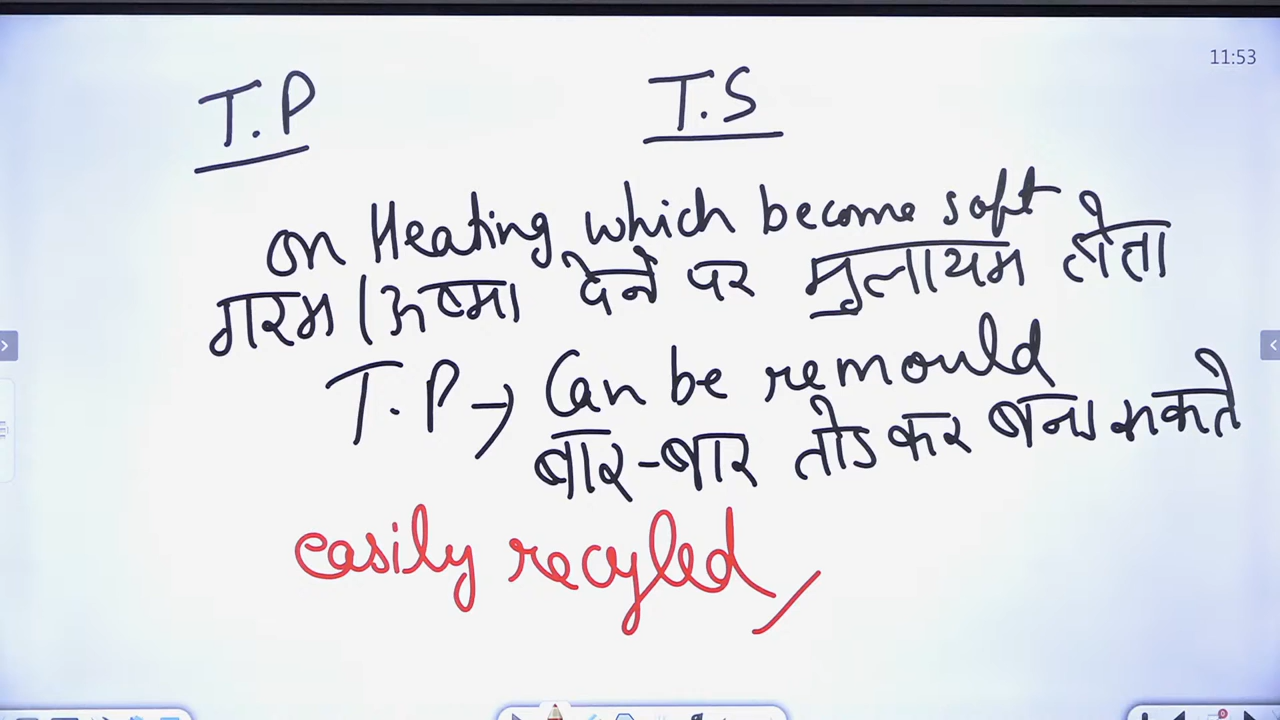 11:53
T.P T.S
on Heating which become soft
गरम/ऊष्मा देने पर मुलायम होता
T.P → Can be remould
बार-बार तोड कर बना सकते
easily recyled